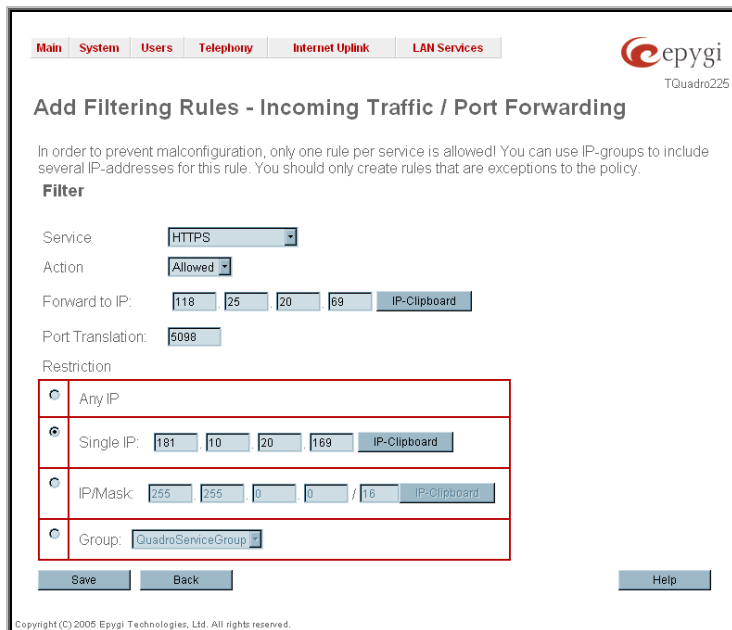 Main System Users Telephony Internet Uplink LAN Services
epygi
TQuadro225
Add Filtering Rules - Incoming Traffic / Port Forwarding
In order to prevent malconfiguration, only one rule per service is allowed! You can use IP-groups to include
several IP-addresses for this rule. You should only create rules that are exceptions to the policy.
Filter
Service HTTPS
Action Allowed
Forward to IP: 118 . 25 . 20 . 69 IP-Clipboard
Port Translation: 5098
Restriction
Any IP
Single IP: 181 . 10 . 20 . 169 IP-Clipboard
IP/Mask: 255 . 255 . 0 . 0 / 16 IP-Clipboard
Group: QuadroServiceGroup
Save Back Help
Copyright (C) 2005 Epygi Technologies, Ltd. All rights reserved.